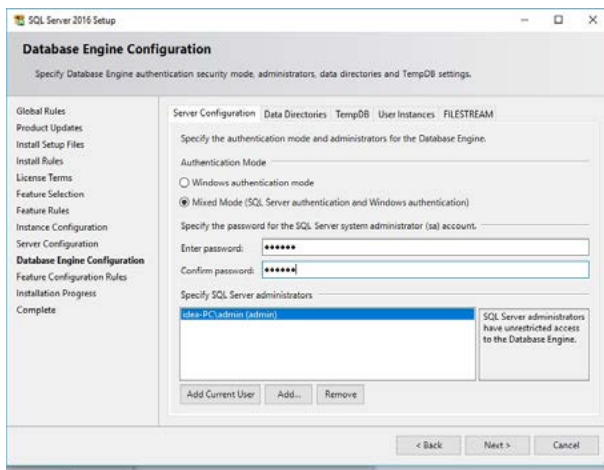 SQL Server 2016 Setup
Database Engine Configuration
Specify Database Engine authentication security mode, administrators, data directories and TempDB settings.
Global Rules
Product Updates
Install Setup Files
Install Rules
License Terms
Feature Selection
Feature Rules
Instance Configuration
Server Configuration
Database Engine Configuration
Feature Configuration Rules
Installation Progress
Complete
Server Configuration Data Directories TempDB User Instances FILESTREAM
Specify the authentication mode and administrators for the Database Engine.
Authentication Mode
Windows authentication mode
Mixed Mode (SQL Server authentication and Windows authentication)
Specify the password for the SQL Server system administrator (sa) account.
Enter password: ●●●●●●
Confirm password: ●●●●●●
Specify SQL Server administrators
idea-PC\admin (admin)
SQL Server administrators
have unrestricted access
to the Database Engine.
Add Current User Add... Remove
< Back Next > Cancel